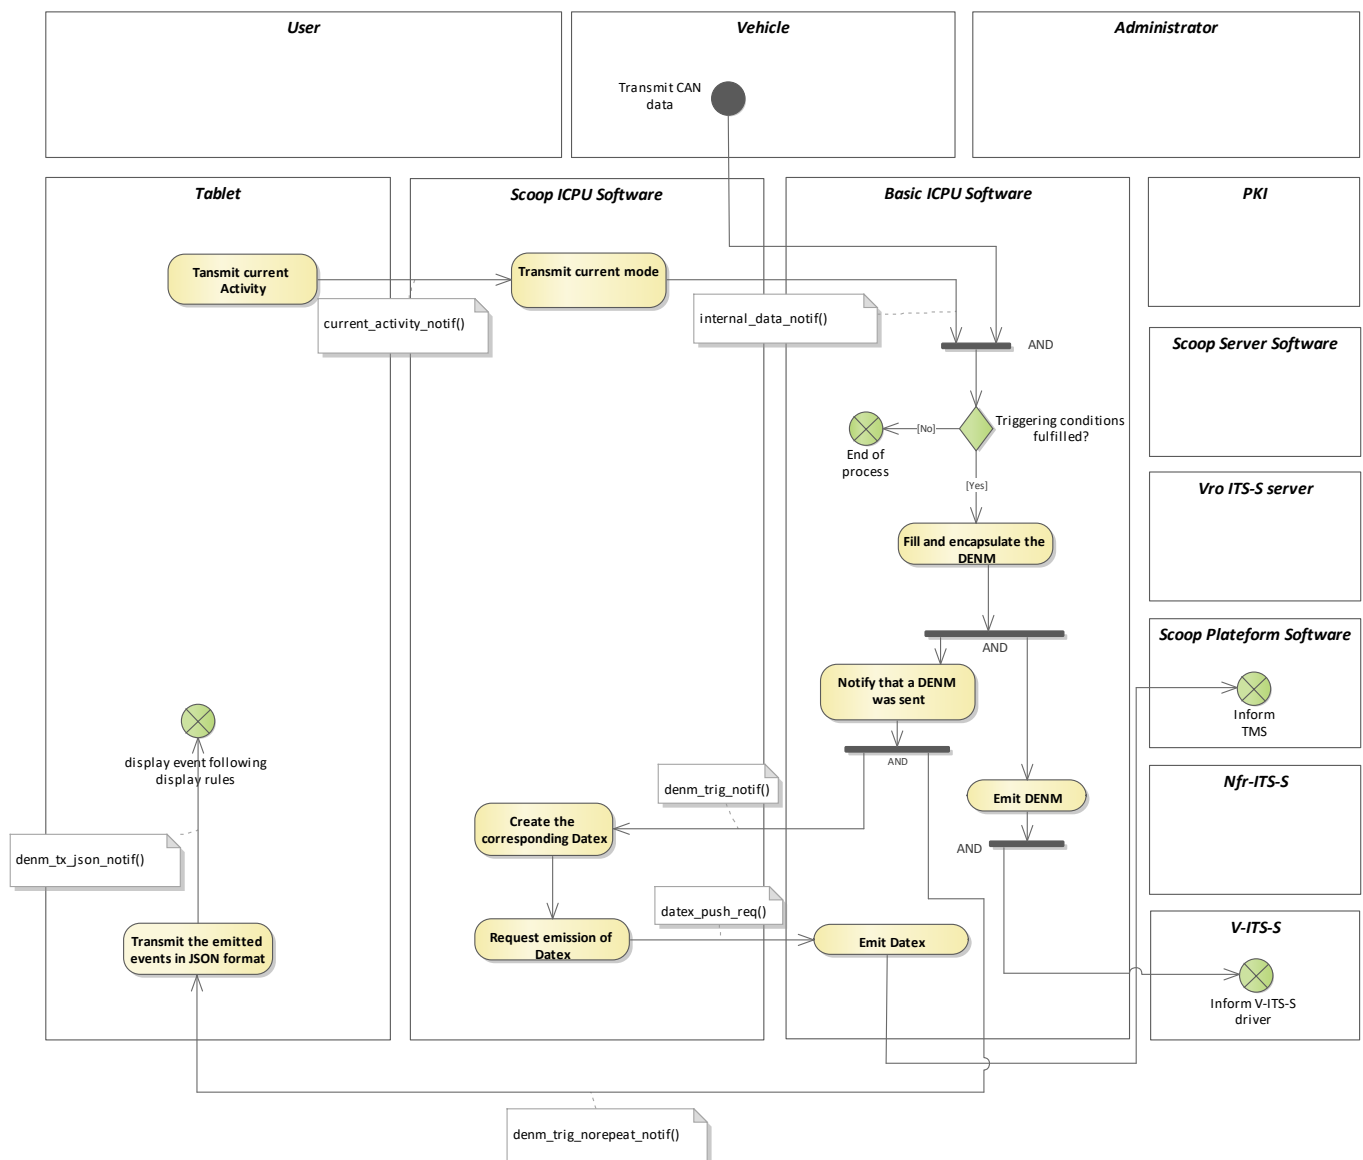 User
Vehicle
Administrator
Transmit CAN
data
Tablet
Scoop ICPU Software
Basic ICPU Software
PKI
Tansmit current
Activity
Transmit current mode
current_activity_notif()
internal_data_notif()
AND
Scoop Server Software
Triggering conditions
fulfilled?
[No]
End of
process
[Yes]
Vro ITS-S server
Fill and encapsulate the
DENM
AND
Scoop Plateform Software
Notify that a DENM
was sent
Inform
TMS
AND
display event following
display rules
denm_trig_notif()
Emit DENM
Nfr-ITS-S
Create the
corresponding Datex
AND
denm_tx_json_notif()
datex_push_req()
Transmit the emitted
events in JSON format
Request emission of
Datex
Emit Datex
V-ITS-S
Inform V-ITS-S
driver
denm_trig_norepeat_notif()